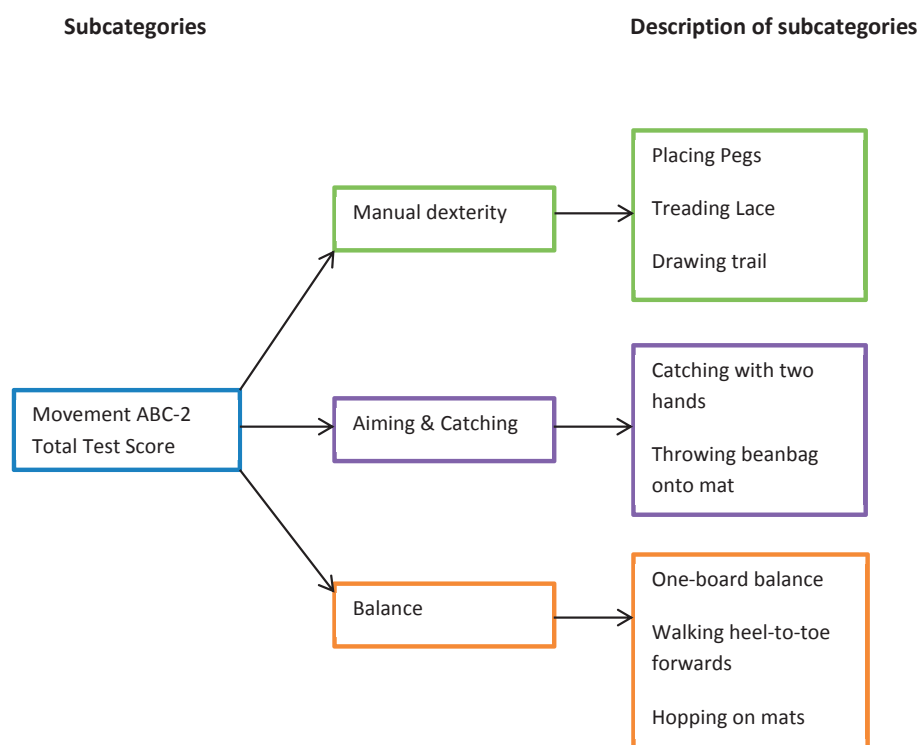 Subcategories
Description of subcategories
Placing Pegs
Treading Lace
Drawing trail
Manual dexterity
Catching with two
hands
Throwing beanbag
onto mat
Movement ABC-2
Total Test Score
Aiming & Catching
One-board balance
Walking heel-to-toe
forwards
Hopping on mats
Balance